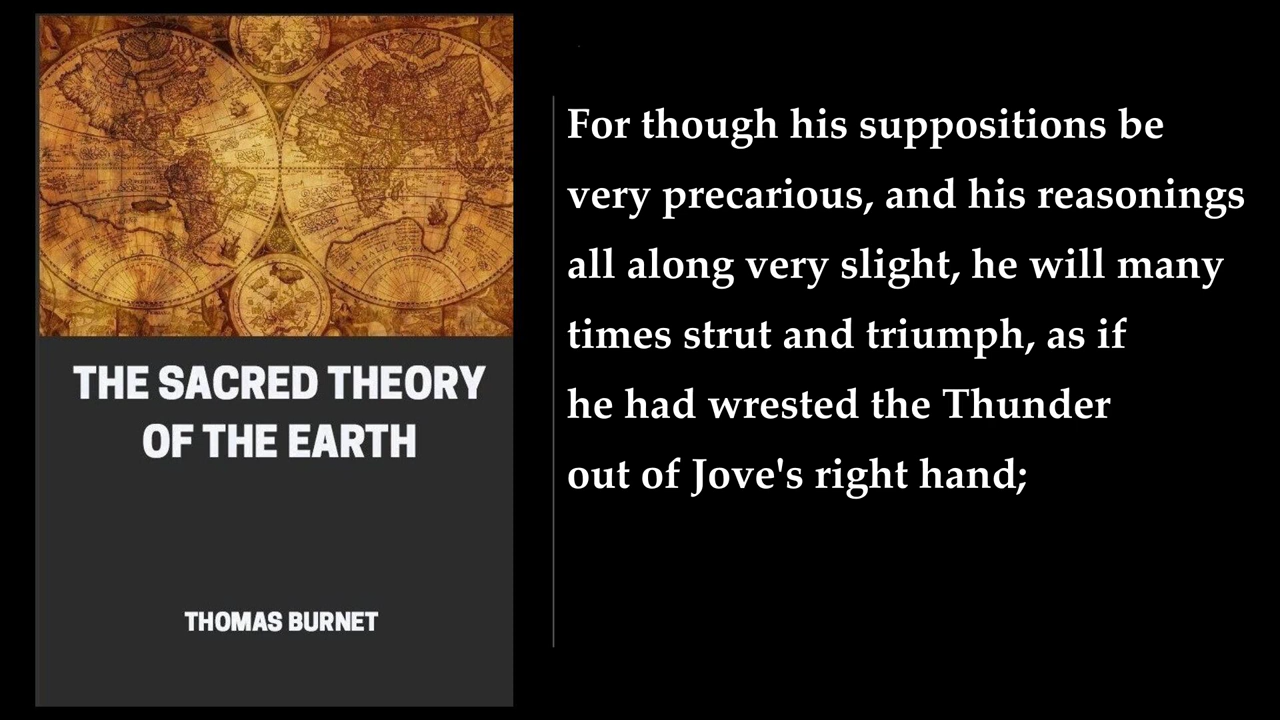 THE SACRED THEORY
OF THE EARTH
THOMAS BURNET
For though his suppositions be
very precarious, and his reasonings
all along very slight, he will many
times strut and triumph, as if
he had wrested the Thunder
out of Jove's right hand;